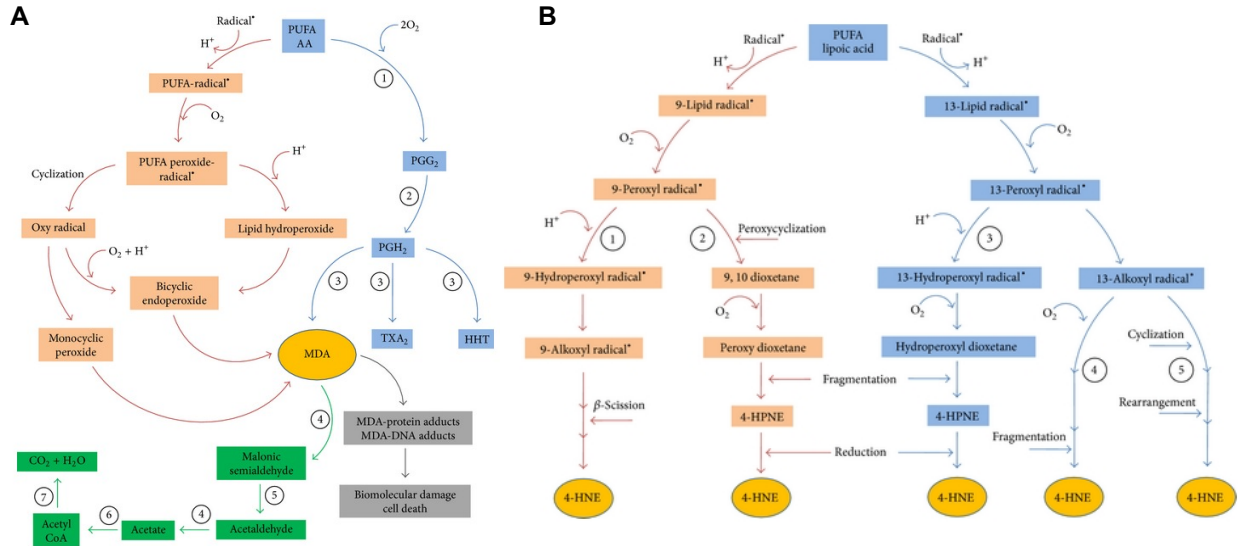 A
Radical•
H+
PUFA
AA
2O2
1
PUFA-radical•
O2
PUFA peroxide-
radical•
H+
Cyclization
PGG2
2
Oxy radical
Lipid hydroperoxide
O2 + H+
PGH2
Bicyclic
endoperoxide
3
3
3
Monocyclic
peroxide
MDA
TXA2
HHT
4
MDA-protein adducts
MDA-DNA adducts
Biomolecular damage
cell death
Malonic
semialdehyde
5
Acetaldehyde
4
Acetate
6
Acetyl
CoA
7
CO2 + H2O
B
PUFA
lipoic acid
Radical•
H+
Radical•
H+
9-Lipid radical•
13-Lipid radical•
O2
O2
9-Peroxyl radical•
13-Peroxyl radical•
H+
1
2
Peroxycyclization
H+
3
9-Hydroperoxyl radical•
9, 10 dioxetane
13-Hydroperoxyl radical•
13-Alkoxyl radical•
O2
O2
O2
Cyclization
9-Alkoxyl radical•
Peroxy dioxetane
Hydroperoxyl dioxetane
4
5
Fragmentation
β-Scission
Rearrangement
4-HPNE
4-HPNE
Fragmentation
Reduction
4-HNE
4-HNE
4-HNE
4-HNE
4-HNE